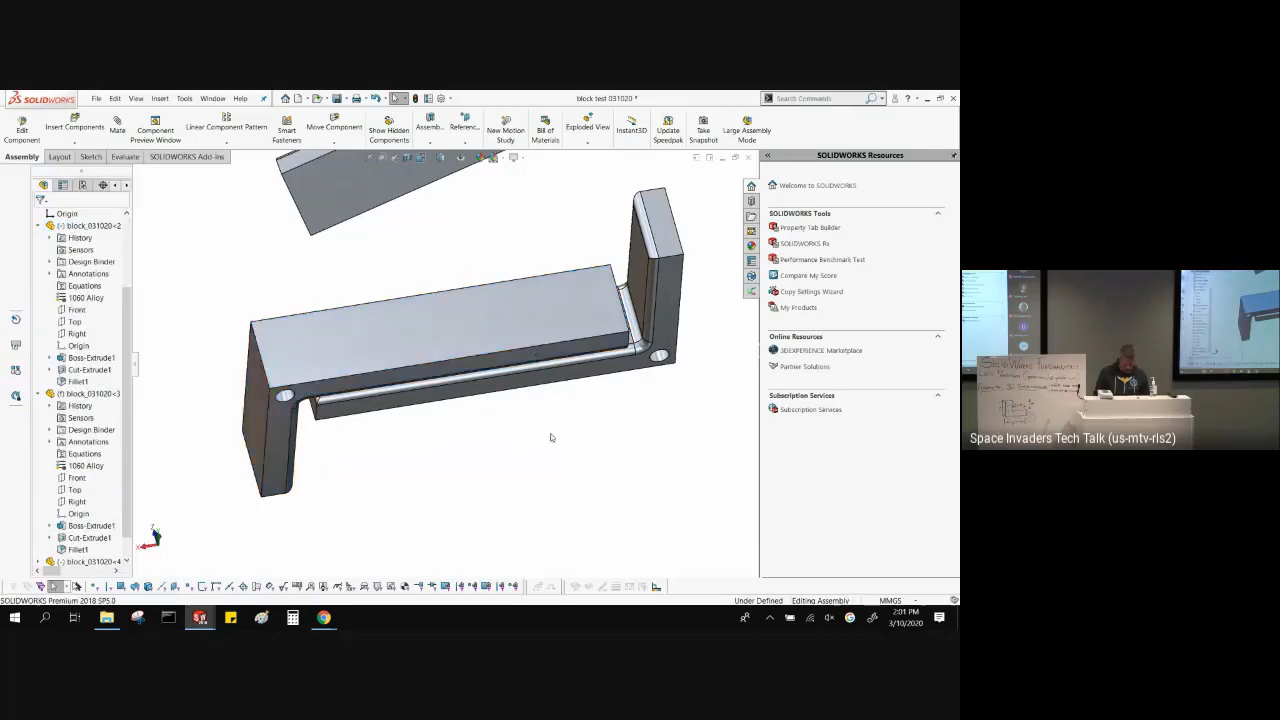 SOLIDWORKS
File Edit View Insert Tools Window Help
block test 031020 *
Search Commands
Edit Component
Insert Components
Mate
Component Preview Window
Linear Component Pattern
Smart Fasteners
Move Component
Show Hidden Components
Assemb...
Referenc...
New Motion Study
Bill of Materials
Exploded View
Instant3D
Update Speedpak
Take Snapshot
Large Assembly Mode
Assembly Layout Sketch Evaluate SOLIDWORKS Add-Ins
Origin
(-) block_031020<2
History
Sensors
Design Binder
Annotations
Equations
1060 Alloy
Front
Top
Right
Origin
Boss-Extrude1
Cut-Extrude1
Fillet1
(f) block_031020<3
History
Sensors
Design Binder
Annotations
Equations
1060 Alloy
Front
Top
Right
Origin
Boss-Extrude1
Cut-Extrude1
Fillet1
(-) block_031020<4
Z
X
SOLIDWORKS Resources
Welcome to SOLIDWORKS
SOLIDWORKS Tools
Property Tab Builder
SOLIDWORKS Rx
Performance Benchmark Test
Compare My Score
Copy Settings Wizard
My Products
Online Resources
3DEXPERIENCE Marketplace
Partner Solutions
Subscription Services
Subscription Services
SOLIDWORKS Premium 2018 SP5.0
Under Defined Editing Assembly MMGS
2:01 PM
3/10/2020
SOLIDWORKS FUNDAMENTALS
Space Invaders Tech Talk (us-mtv-rls2)